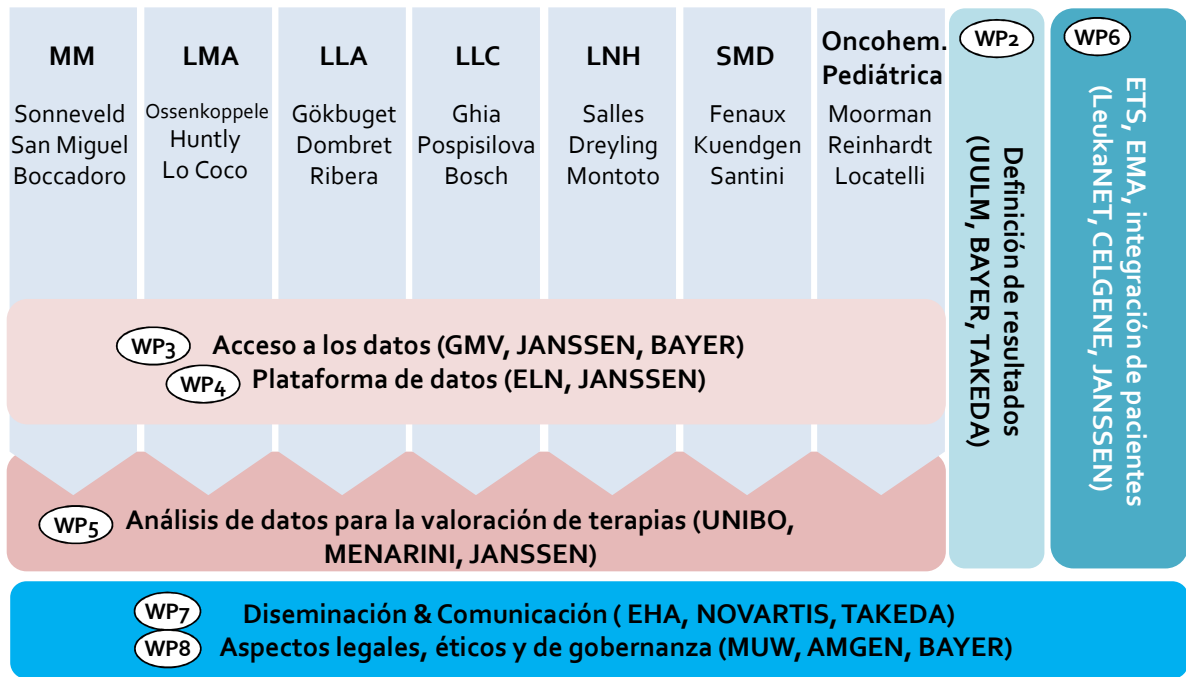 MM
Sonneveld
San Miguel
Boccadoro
LMA
Ossenkoppele
Huntly
Lo Coco
LLA
Gökbuget
Dombret
Ribera
LLC
Ghia
Pospisilova
Bosch
LNH
Salles
Dreyling
Montoto
SMD
Fenaux
Kuendgen
Santini
Oncohem.
Pediátrica
Moorman
Reinhardt
Locatelli
WP2
Definición de resultados
(UULM, BAYER, TAKEDA)
WP6
ETS, EMA, integración de pacientes
(LeukaNET, CELGENE, JANSSEN)
WP3 Acceso a los datos (GMV, JANSSEN, BAYER)
WP4 Plataforma de datos (ELN, JANSSEN)
WP5 Análisis de datos para la valoración de terapias (UNIBO,
MENARINI, JANSSEN)
WP7 Diseminación & Comunicación ( EHA, NOVARTIS, TAKEDA)
WP8 Aspectos legales, éticos y de gobernanza (MUW, AMGEN, BAYER)